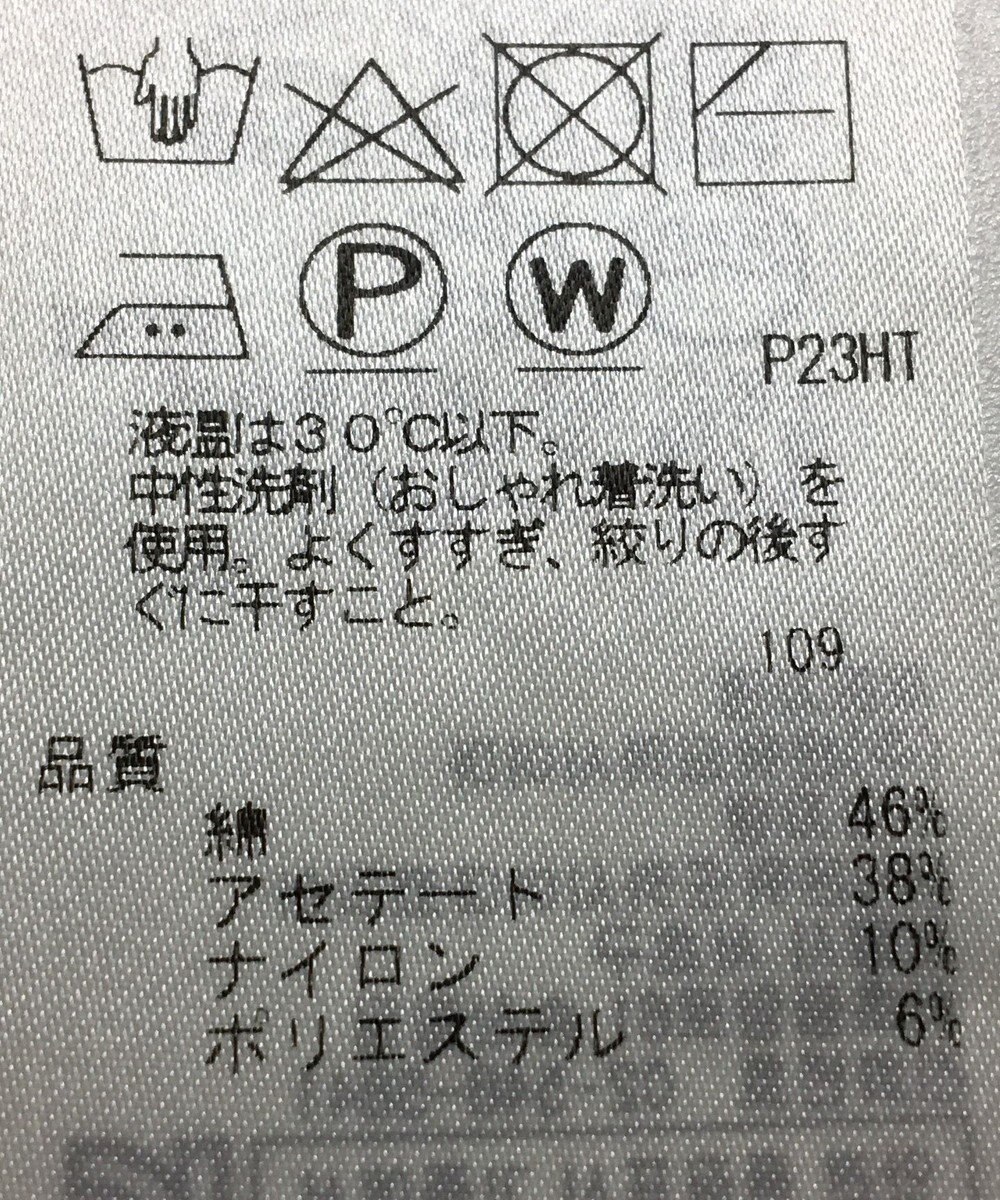 P
W
P23HT
液温は30℃以下。
中性洗剤(おしゃれ着洗い)を
使用。よくすすぎ、絞りの後す
ぐに干すこと。
109
品質
綿 46%
アセテート 38%
ナイロン 10%
ポリエステル 6%